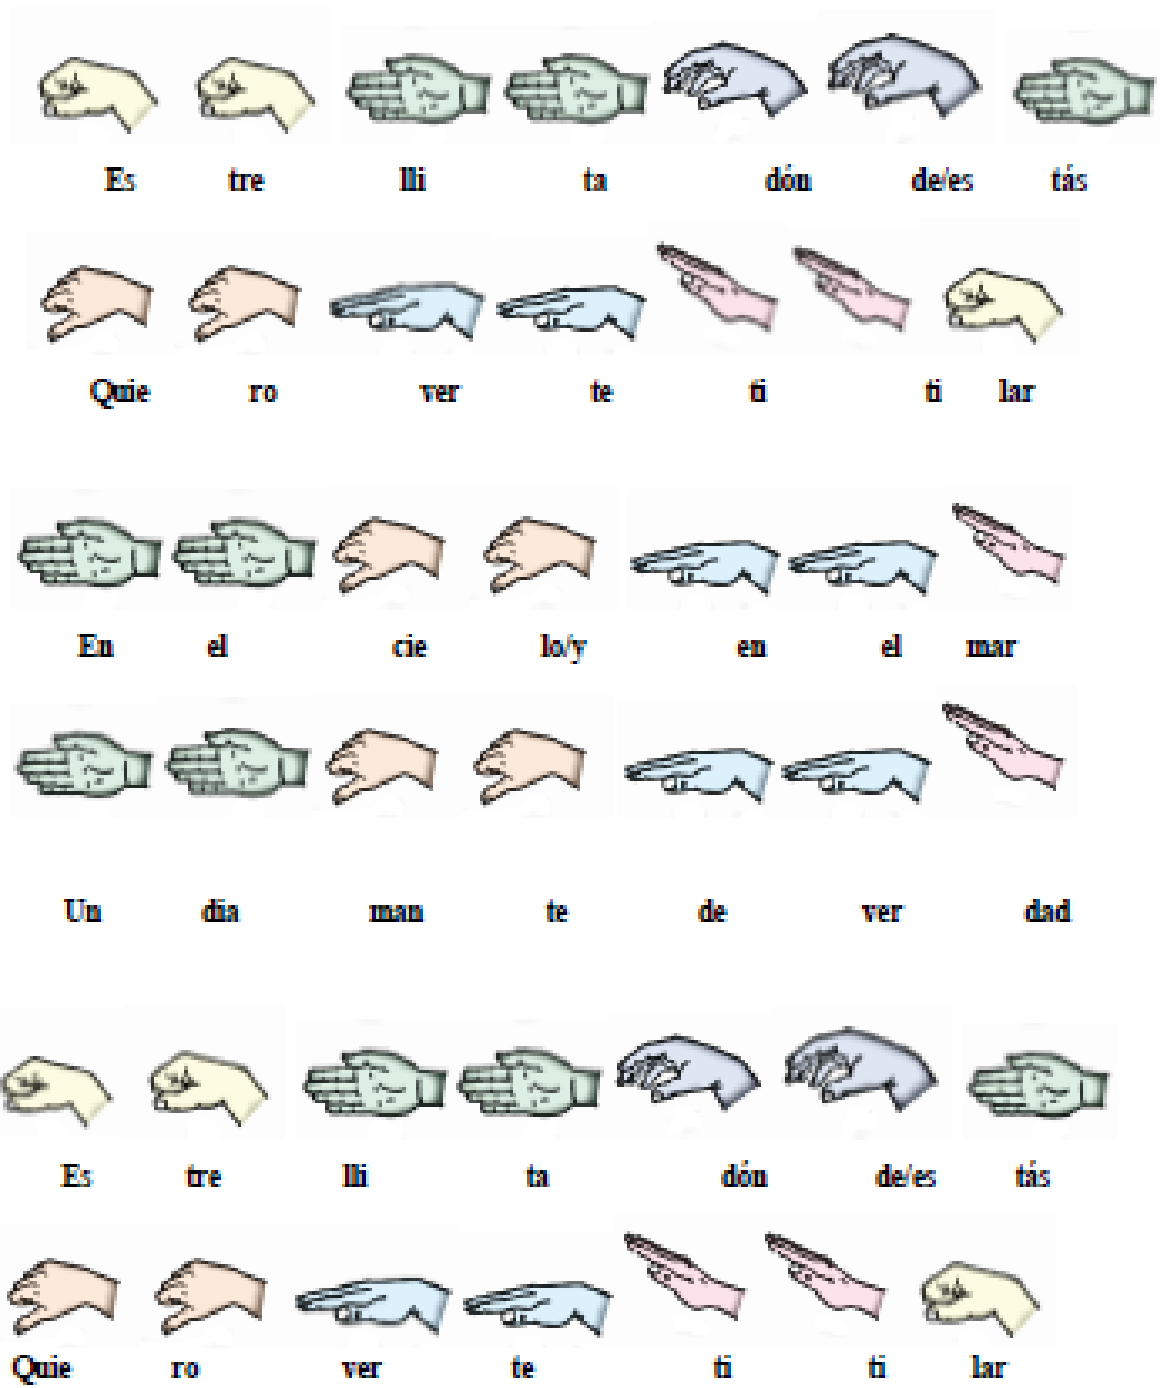 Es tre lli ta dón de/es tás
Quie ro ver te ti ti lar
En el cie lo/y en el mar
Un dia man te de ver dad
Es tre lli ta dón de/es tás
Quie ro ver te ti ti lar